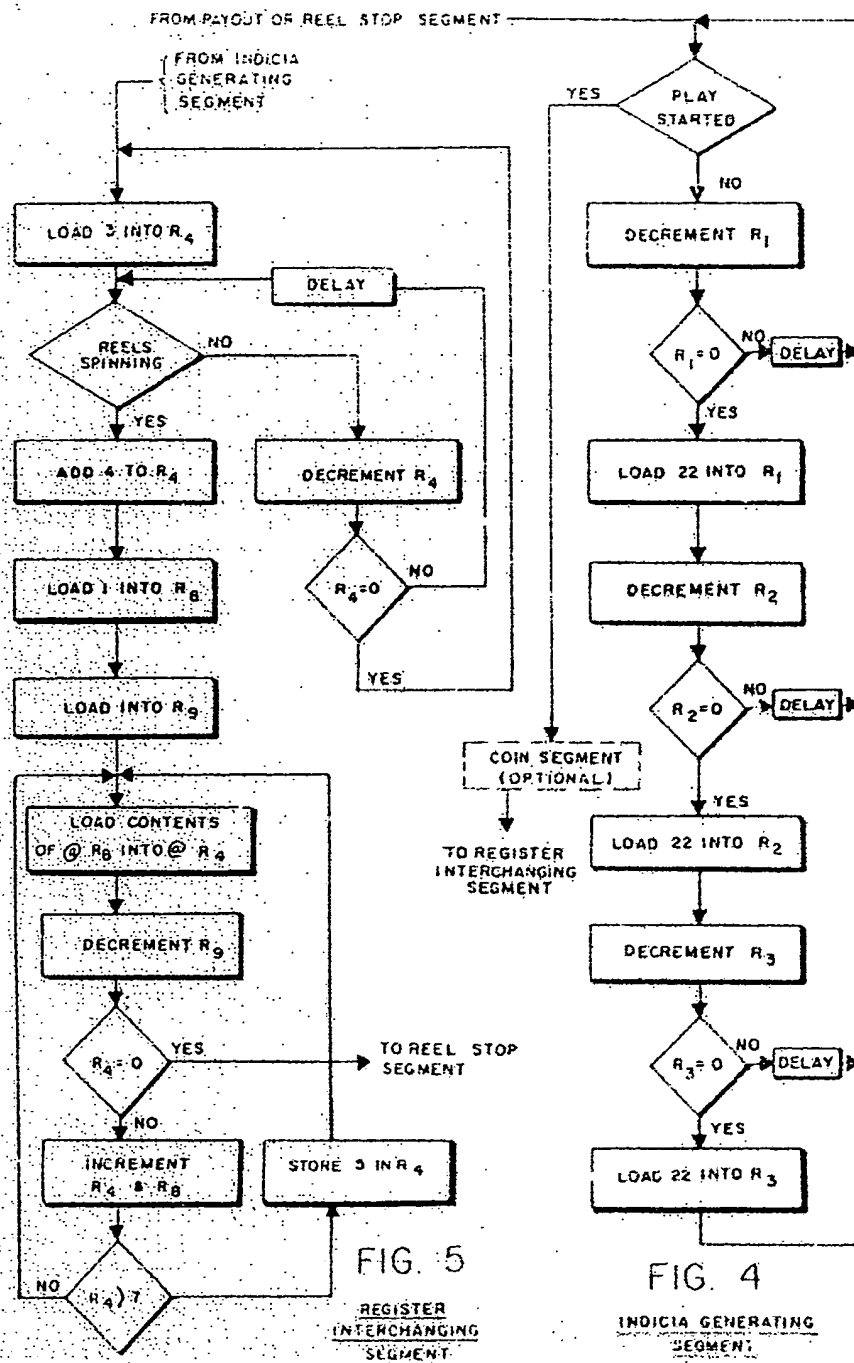 FROM PAYOUT OR REEL STOP SEGMENT
FROM INDICIA
GENERATING
SEGMENT
LOAD 3 INTO R4
DELAY
REELS
SPINNING
NO
YES
ADD 4 TO R4
DECREMENT R4
LOAD 1 INTO R8
R4=0
NO
YES
LOAD INTO R9
LOAD CONTENTS
OF @ R8 INTO @ R4
DECREMENT R9
R4=0
YES
TO REEL STOP
SEGMENT
NO
INCREMENT
R4 & R8
STORE 5 IN R4
R4>7
NO
FIG. 5
REGISTER
INTERCHANGING
SEGMENT
PLAY
STARTED
YES
NO
DECREMENT R1
R1=0
NO
DELAY
YES
LOAD 22 INTO R1
DECREMENT R2
R2=0
NO
DELAY
YES
COIN SEGMENT
(OPTIONAL)
TO REGISTER
INTERCHANGING
SEGMENT
LOAD 22 INTO R2
DECREMENT R3
R3=0
NO
DELAY
YES
LOAD 22 INTO R3
FIG. 4
INDICIA GENERATING
SEGMENT